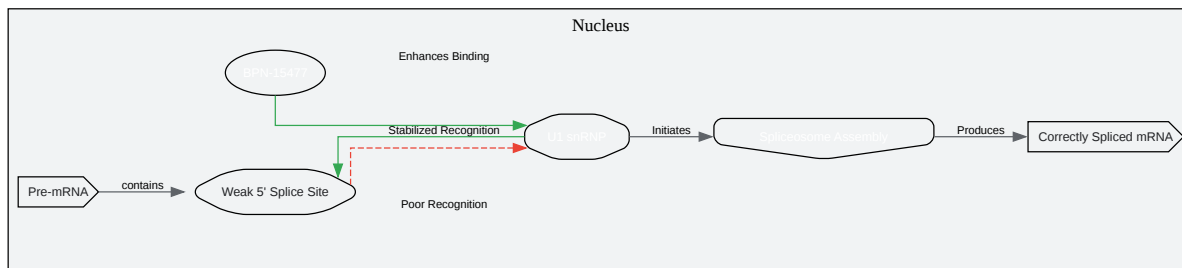 Nucleus
Enhances Binding
BPN-15477
Stabilized Recognition
U1 snRNP
Initiates
Spliceosome Assembly
Produces
Correctly Spliced mRNA
Pre-mRNA
contains
Weak 5' Splice Site
Poor Recognition